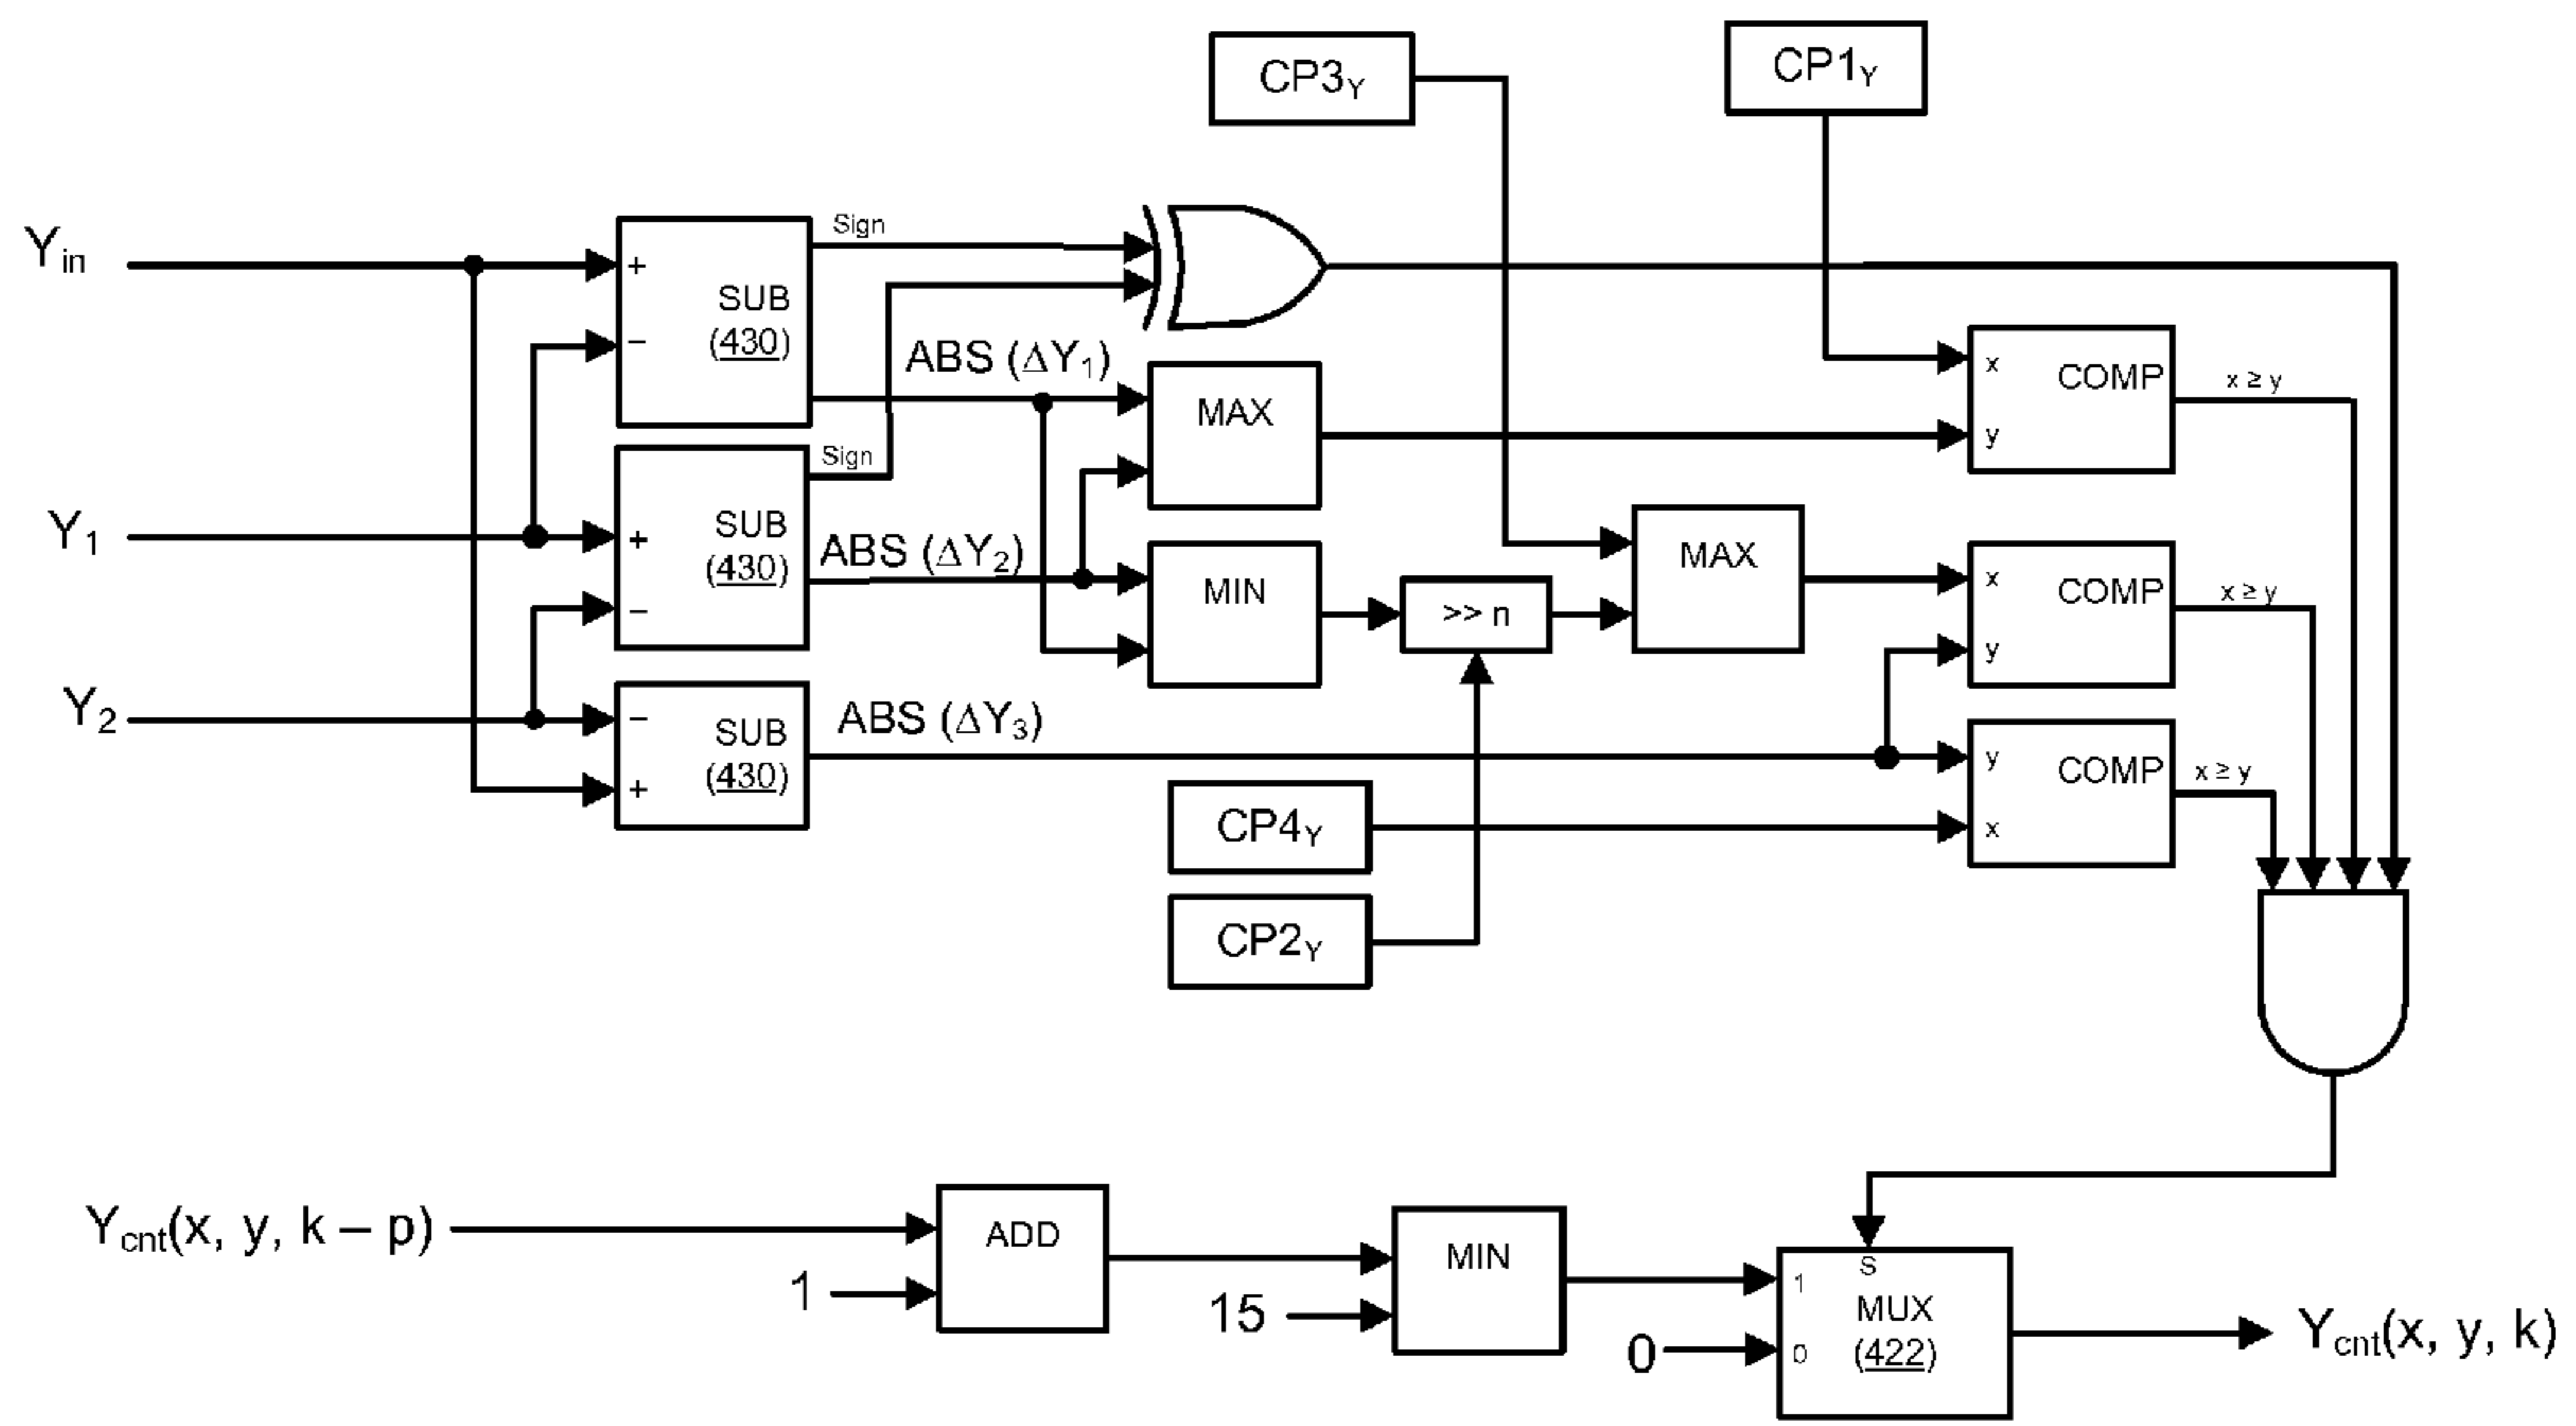 CP3Y
CP1Y
Yin
Sign
+
SUB
(430)
−
ABS (ΔY1)
MAX
x
COMP
x ≥ y
y
Sign
Y1
+
SUB
(430)
−
ABS (ΔY2)
MIN
>> n
MAX
x
COMP
x ≥ y
y
Y2
−
SUB
(430)
+
ABS (ΔY3)
y
COMP
x ≥ y
x
CP4Y
CP2Y
Ycnt(x, y, k – p)
1
ADD
15
MIN
0
S
1
MUX
(422)
0
Ycnt(x, y, k)